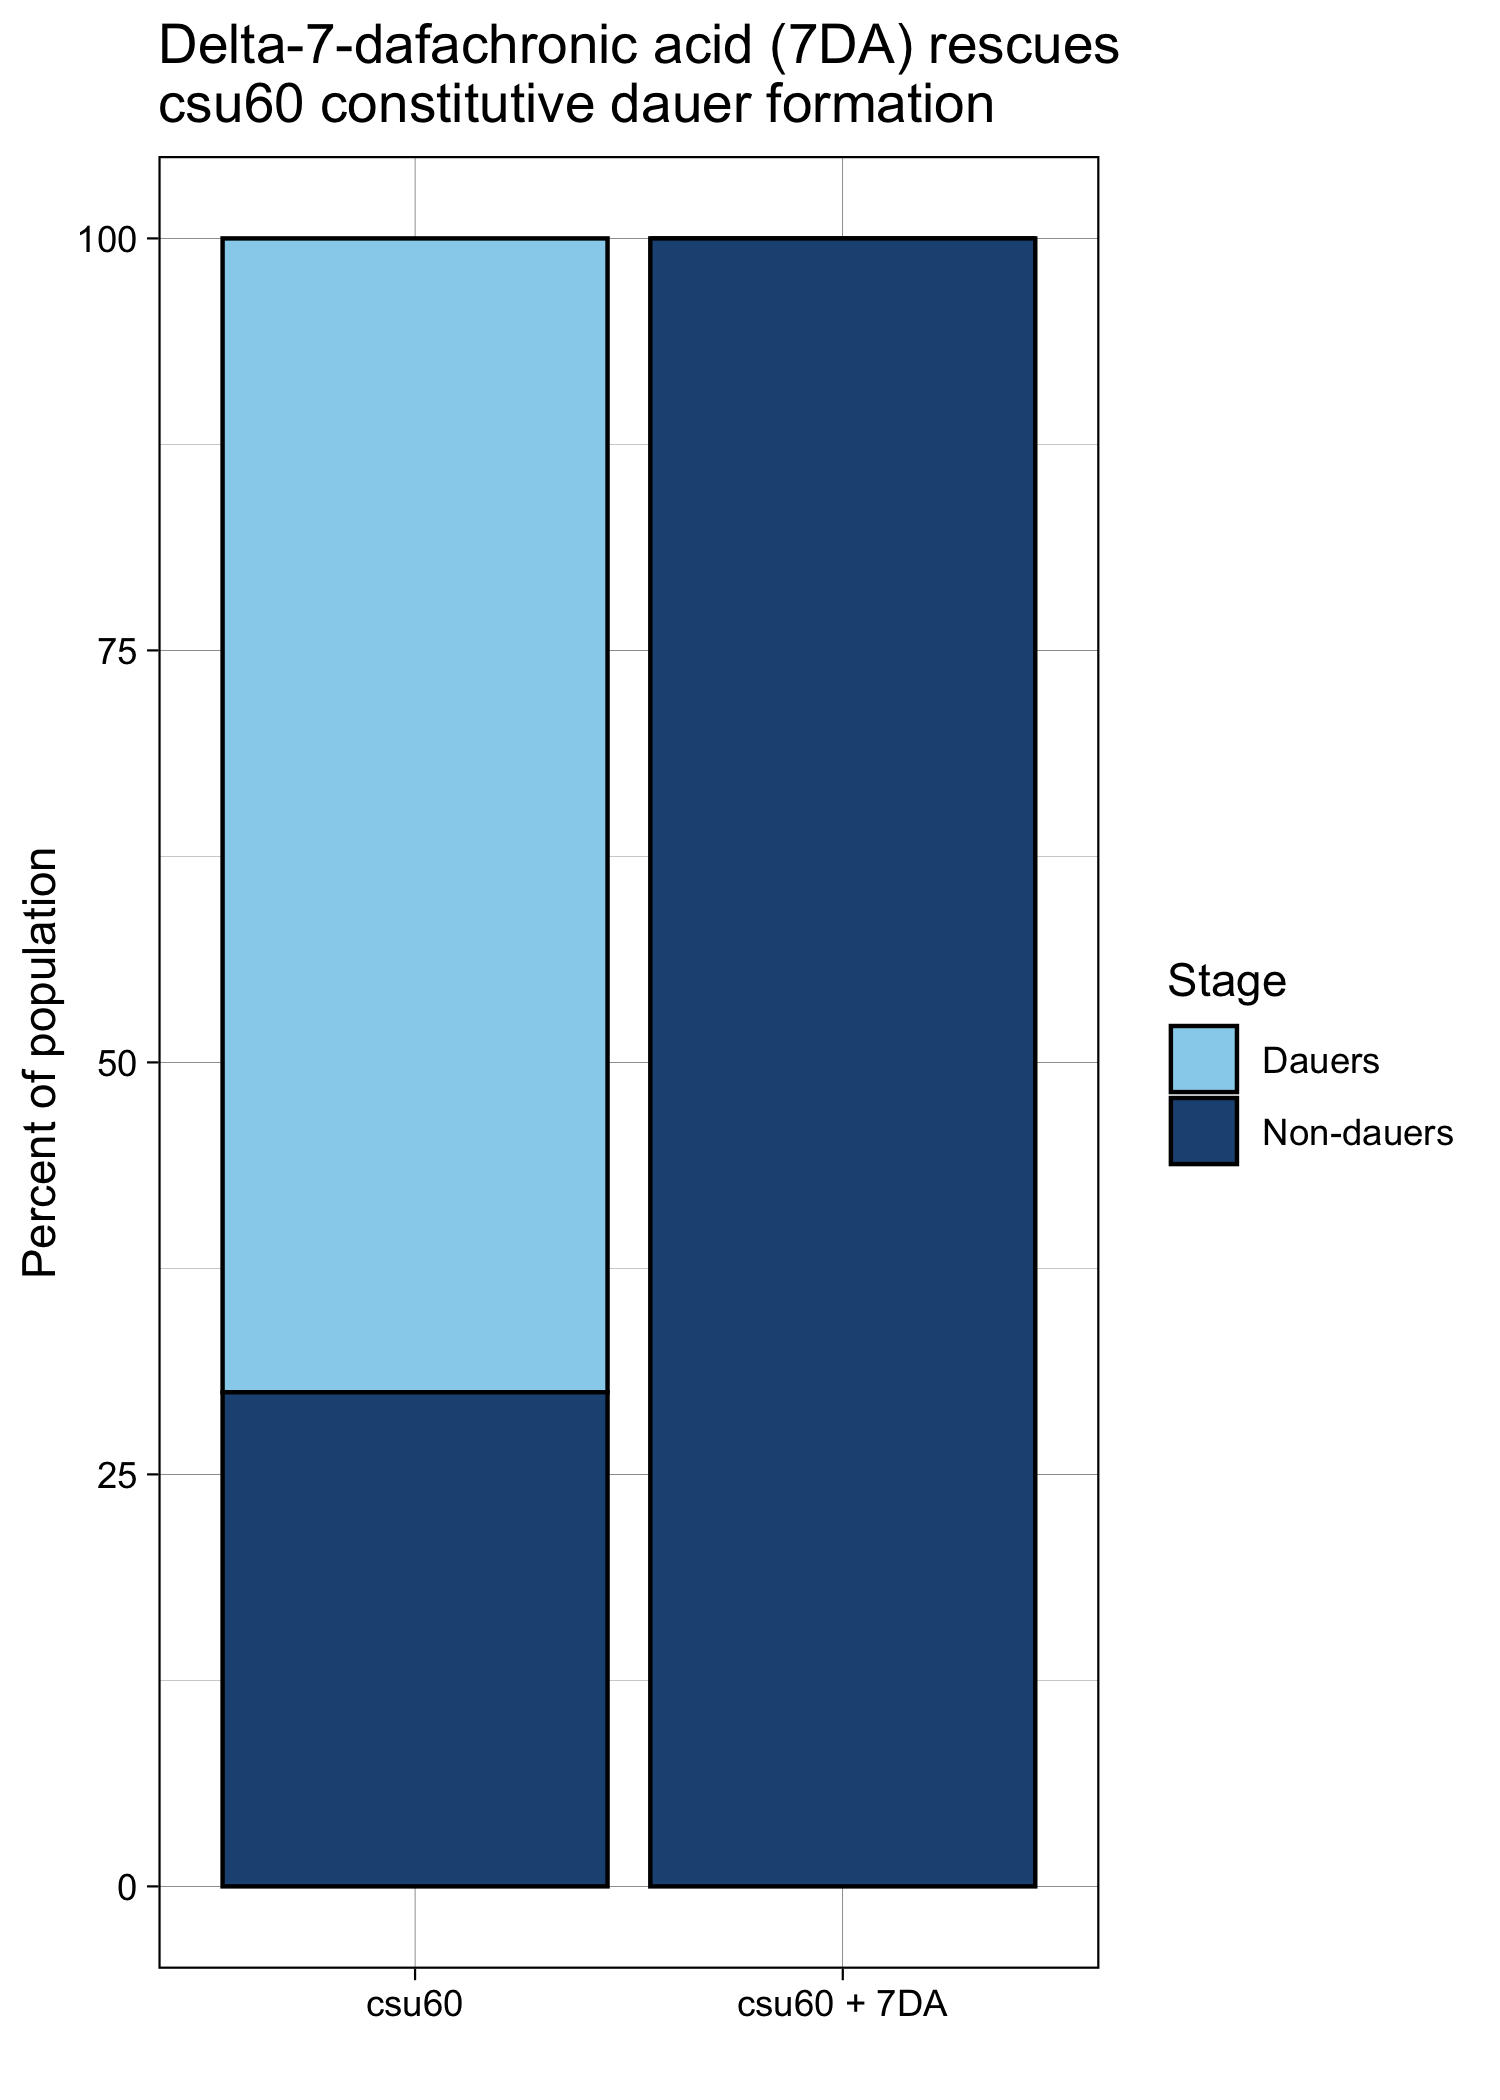 Delta-7-dafachronic acid (7DA) rescues
csu60 constitutive dauer formation
Percent of population
100
75
50
25
0
csu60
csu60 + 7DA
Stage
Dauers
Non-dauers